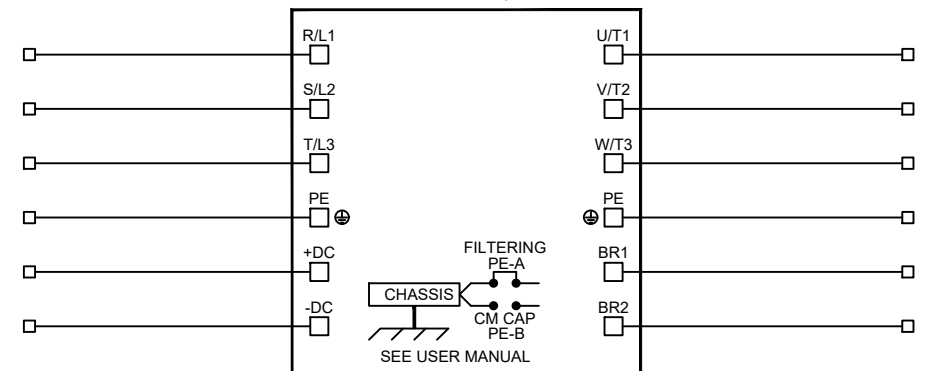 R/L1
U/T1
S/L2
V/T2
T/L3
W/T3
PE
PE
+DC
FILTERING
PE-A
BR1
-DC
CHASSIS
CM CAP
PE-B
BR2
SEE USER MANUAL